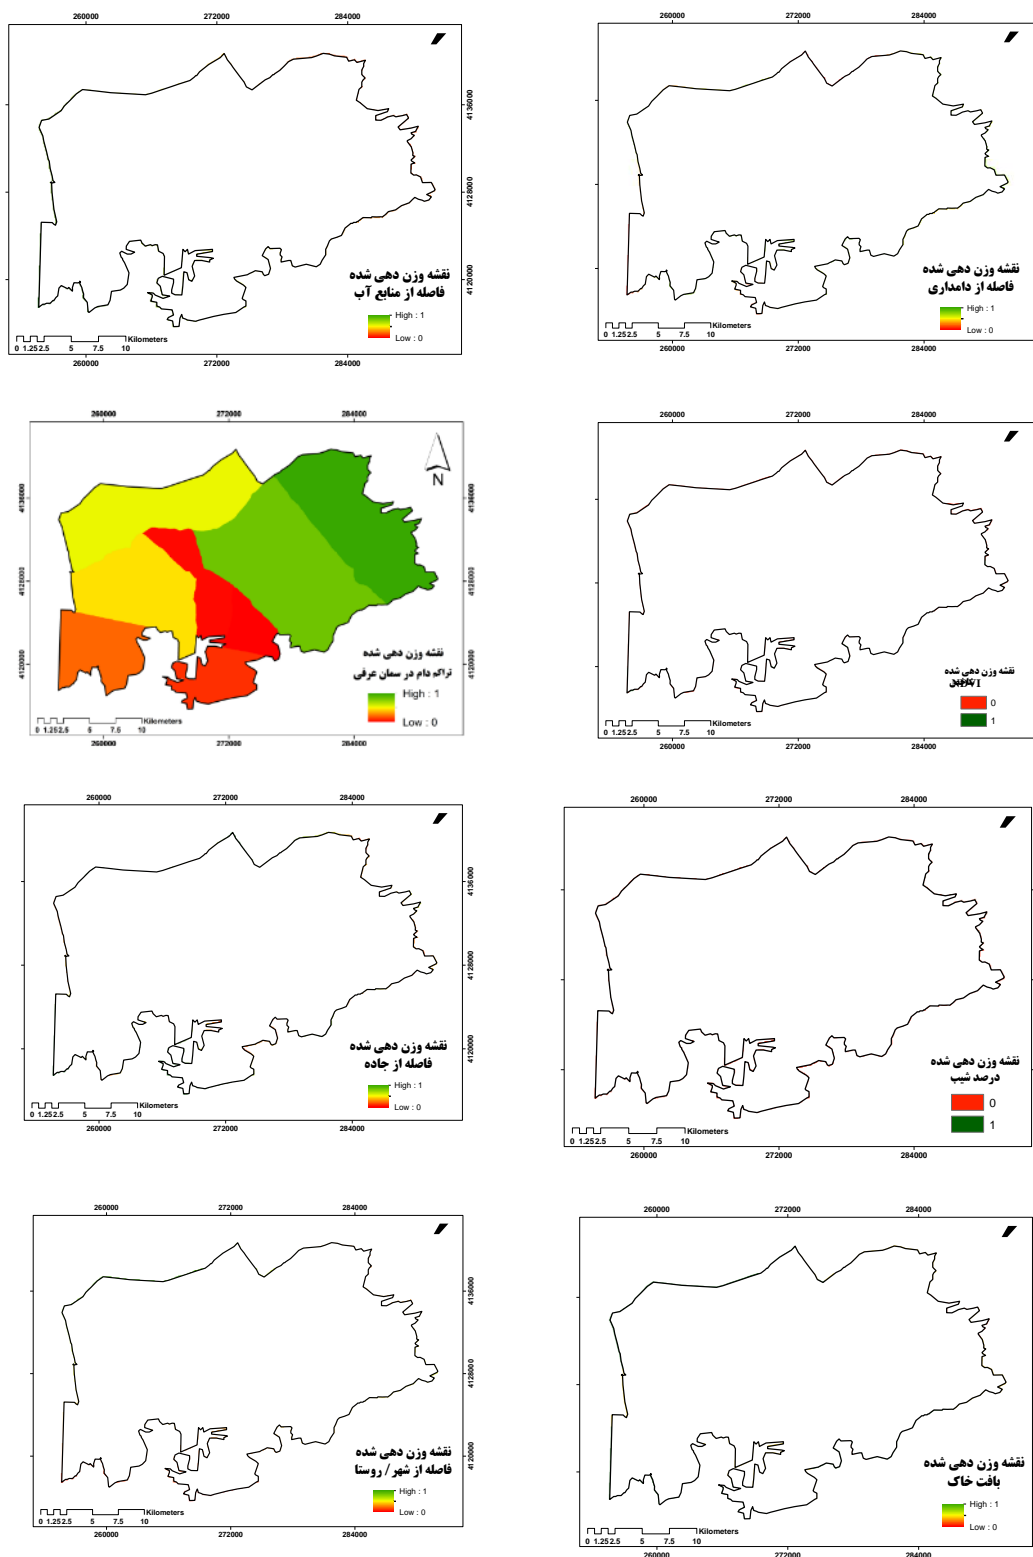 260000 272000 284000
4136000
4128000
4120000
نقشه وزن دهی شده
فاصله از منابع آب
High : 1
Low : 0
Kilometers
0 1.25 2.5 5 7.5 10
260000 272000 284000
260000 272000 284000
نقشه وزن دهی شده
فاصله از دامداری
High : 1
Low : 0
Kilometers
0 1.25 2.5 5 7.5 10
260000 272000 284000
260000 272000 284000
N
4136000
4136000
4128000
4128000
4120000
4120000
نقشه وزن دهی شده
تراکم دام در سمان عرفی
High : 1
Low : 0
Kilometers
0 1.25 2.5 5 7.5 10
260000 272000 284000
260000 272000 284000
نقشه وزن دهی شده
NDVI
0
1
Kilometers
0 1.25 2.5 5 7.5 10
260000 272000 284000
260000 272000 284000
4136000
4128000
4120000
نقشه وزن دهی شده
فاصله از جاده
High : 1
Low : 0
Kilometers
0 1.25 2.5 5 7.5 10
260000 272000 284000
260000 272000 284000
نقشه وزن دهی شده
درصد شیب
0
1
Kilometers
0 1.25 2.5 5 7.5 10
260000 272000 284000
260000 272000 284000
4136000
4128000
4120000
نقشه وزن دهی شده
فاصله از شهر / روستا
High : 1
Low : 0
Kilometers
0 1.25 2.5 5 7.5 10
260000 272000 284000
260000 272000 284000
نقشه وزن دهی شده
بافت خاک
High : 1
Low : 0
Kilometers
0 1.25 2.5 5 7.5 10
260000 272000 284000